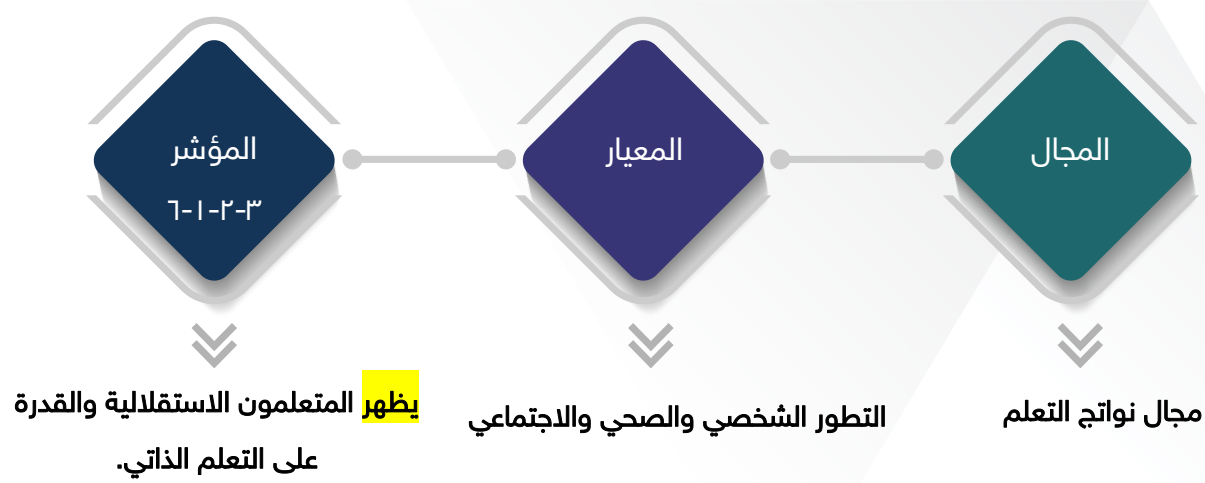 المجال
المعيار
المؤشر
٣-٢-١-٦
مجال نواتج التعلم
التطور الشخصي والصحي والاجتماعي
يظهر المتعلمون الاستقلالية والقدرة
على التعلم الذاتي.